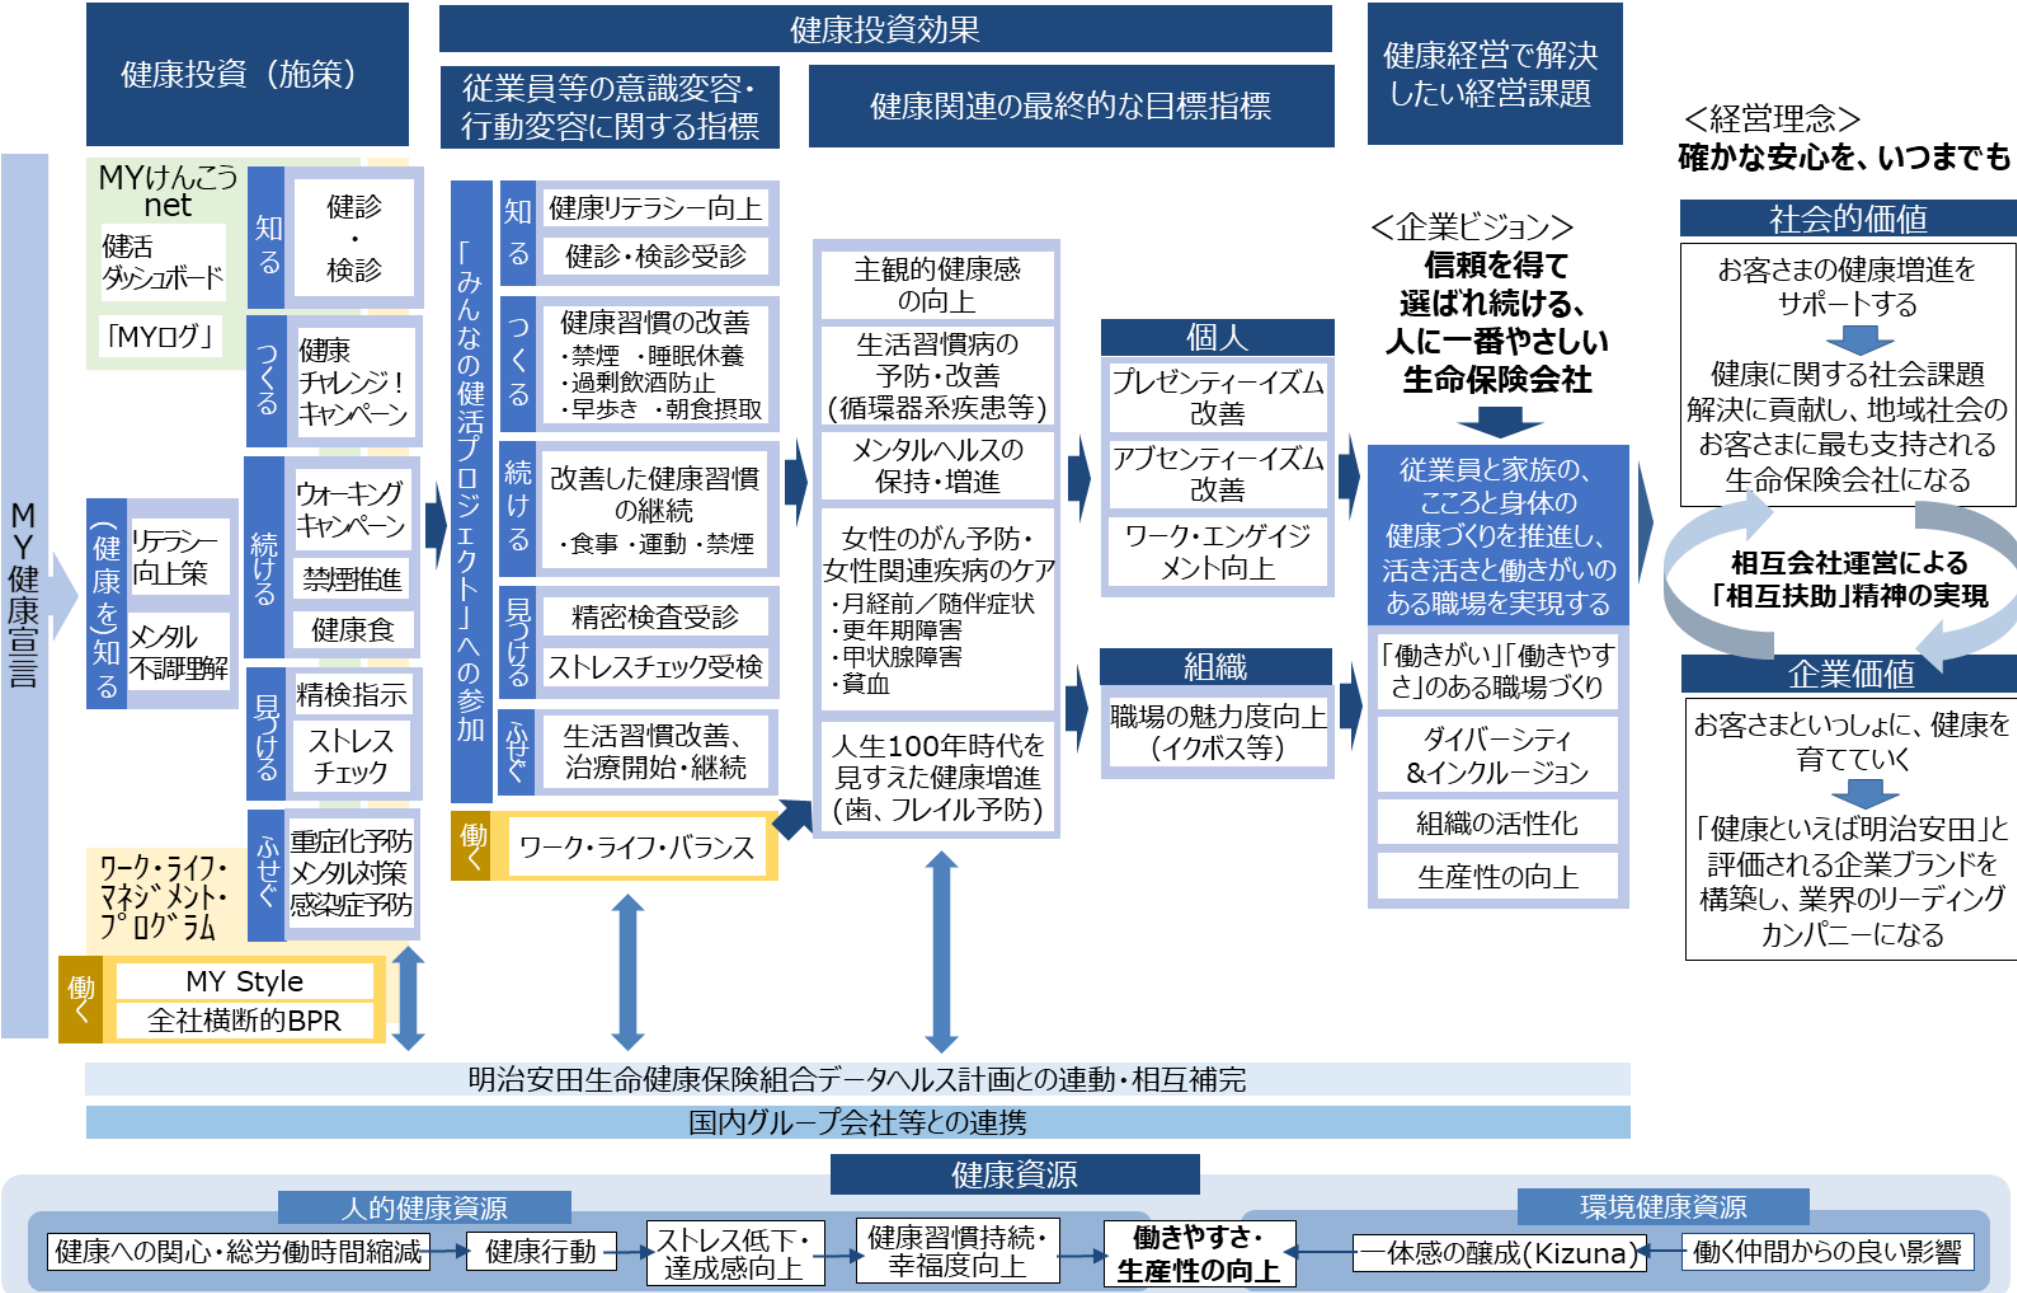 健康投資（施策）
健康投資効果
従業員等の意識変容・
行動変容に関する指標
健康関連の最終的な目標指標
健康経営で解決
したい経営課題
MY健康宣言
MYけんこう
net
健活
ダッシュボード
「MYログ」
(健康を)知る
リテラシー
向上策
メンタル
不調理解
知る
健診
・
検診
つくる
健康
チャレンジ！
キャンペーン
続ける
ウォーキング
キャンペーン
禁煙推進
健康食
見つける
精検指示
ストレス
チェック
ふせぐ
重症化予防
メンタル対策
感染症予防
ワーク・ライフ・
マネジメント・
プログラム
働く
MY Style
全社横断的BPR
「みんなの健活プロジェクト」への参加
知る
健康リテラシー向上
健診・検診受診
つくる
健康習慣の改善
・禁煙 ・睡眠休養
・過剰飲酒防止
・早歩き ・朝食摂取
続ける
改善した健康習慣
の継続
・食事 ・運動 ・禁煙
見つける
精密検査受診
ストレスチェック受検
ふせぐ
生活習慣改善、
治療開始・継続
働く
ワーク・ライフ・バランス
主観的健康感
の向上
生活習慣病の
予防・改善
(循環器系疾患等)
メンタルヘルスの
保持・増進
女性のがん予防・
女性関連疾病のケア
・月経前／随伴症状
・更年期障害
・甲状腺障害
・貧血
人生100年時代を
見すえた健康増進
(歯、フレイル予防)
個人
プレゼンティーイズム
改善
アブセンティーイズム
改善
ワーク・エンゲイジ
メント向上
組織
職場の魅力度向上
(イクボス等)
＜企業ビジョン＞
信頼を得て
選ばれ続ける、
人に一番やさしい
生命保険会社
従業員と家族の、
こころと身体の
健康づくりを推進し、
活き活きと働きがいの
ある職場を実現する
「働きがい」「働きやす
さ」のある職場づくり
ダイバーシティ
&インクルージョン
組織の活性化
生産性の向上
＜経営理念＞
確かな安心を、いつまでも
社会的価値
お客さまの健康増進を
サポートする
健康に関する社会課題
解決に貢献し、地域社会の
お客さまに最も支持される
生命保険会社になる
相互会社運営による
「相互扶助」精神の実現
企業価値
お客さまといっしょに、健康を
育てていく
「健康といえば明治安田」と
評価される企業ブランドを
構築し、業界のリーディング
カンパニーになる
明治安田生命健康保険組合データヘルス計画との連動・相互補完
国内グループ会社等との連携
健康資源
人的健康資源
環境健康資源
健康への関心・総労働時間縮減
健康行動
ストレス低下・
達成感向上
健康習慣持続・
幸福度向上
働きやすさ・
生産性の向上
一体感の醸成(Kizuna)
働く仲間からの良い影響